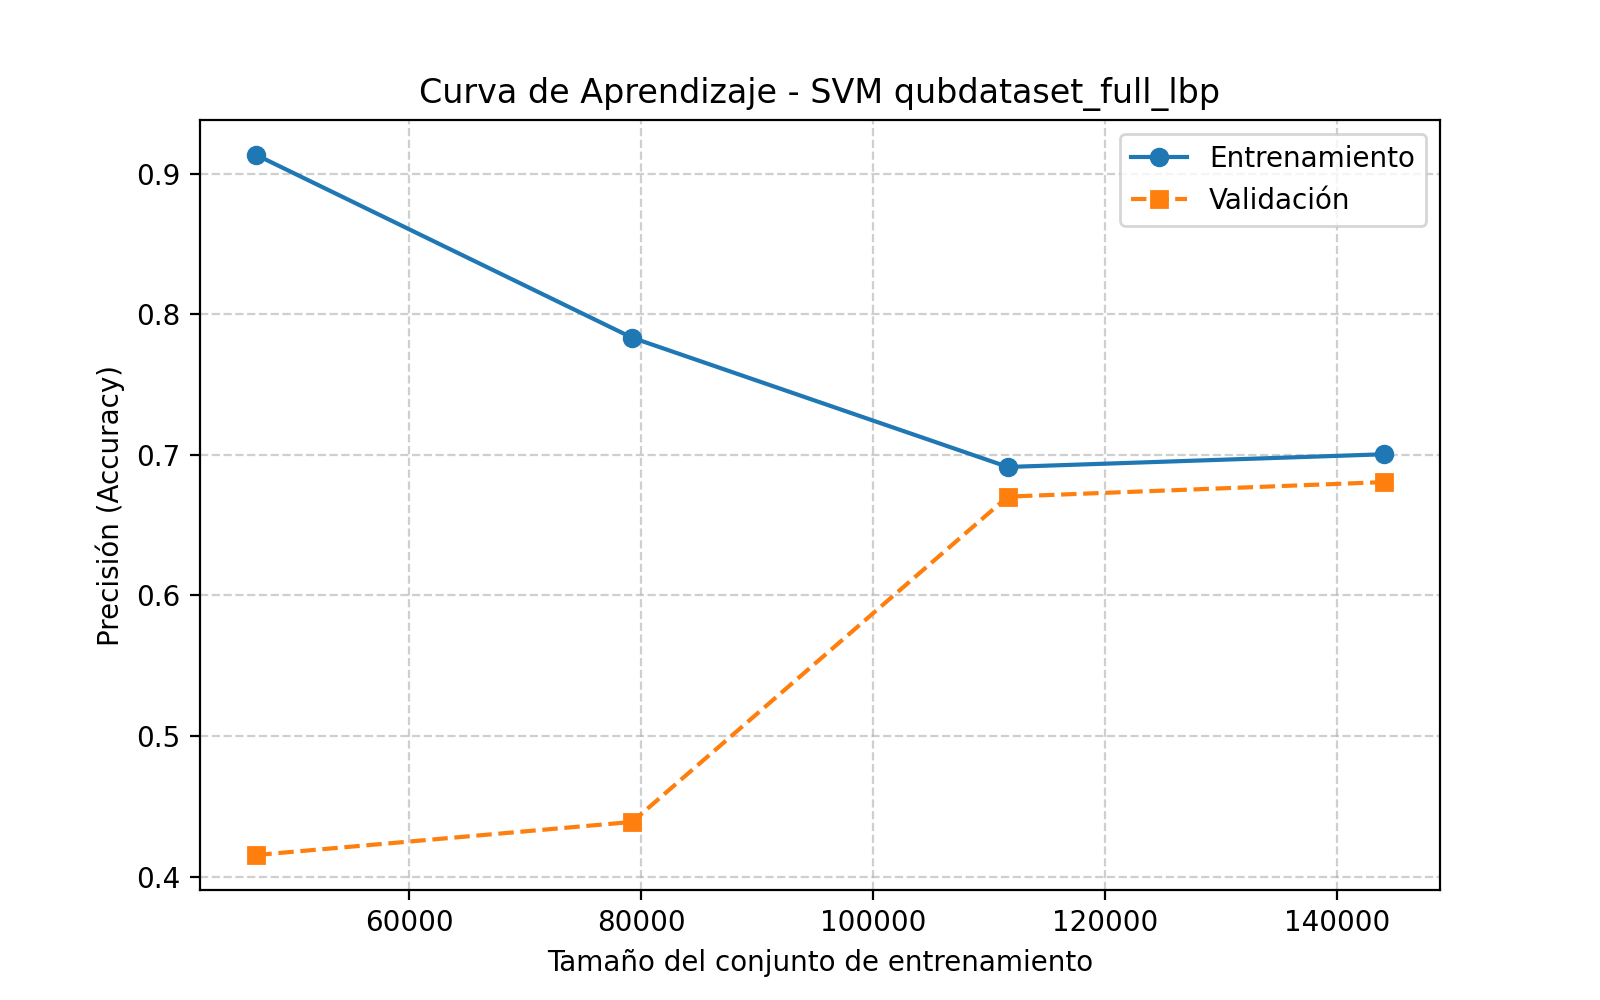 Curva de Aprendizaje - SVM qubdataset_full_lbp
Entrenamiento
Validación
Precisión (Accuracy)
0.9
0.8
0.7
0.6
0.5
0.4
60000 80000 100000 120000 140000
Tamaño del conjunto de entrenamiento